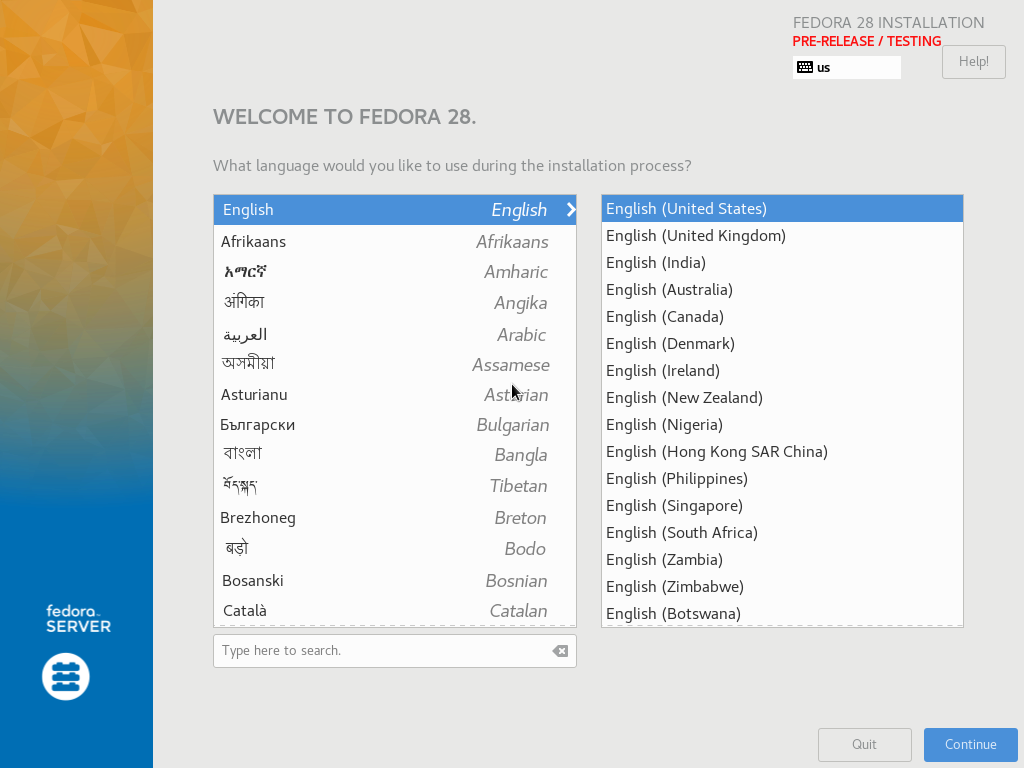 FEDORA 28 INSTALLATION
PRE-RELEASE / TESTING
us
Help!
WELCOME TO FEDORA 28.
What language would you like to use during the installation process?
English English
Afrikaans Afrikaans
አማርኛ Amharic
अंगिका Angika
العربية Arabic
অসমীয়া Assamese
Asturianu Asturian
Български Bulgarian
বাংলা Bangla
བོད་སྐད་ Tibetan
Brezhoneg Breton
बड़ो Bodo
Bosanski Bosnian
Català Catalan
Type here to search.
English (United States)
English (United Kingdom)
English (India)
English (Australia)
English (Canada)
English (Denmark)
English (Ireland)
English (New Zealand)
English (Nigeria)
English (Hong Kong SAR China)
English (Philippines)
English (Singapore)
English (South Africa)
English (Zambia)
English (Zimbabwe)
English (Botswana)
fedora
SERVER
Quit
Continue